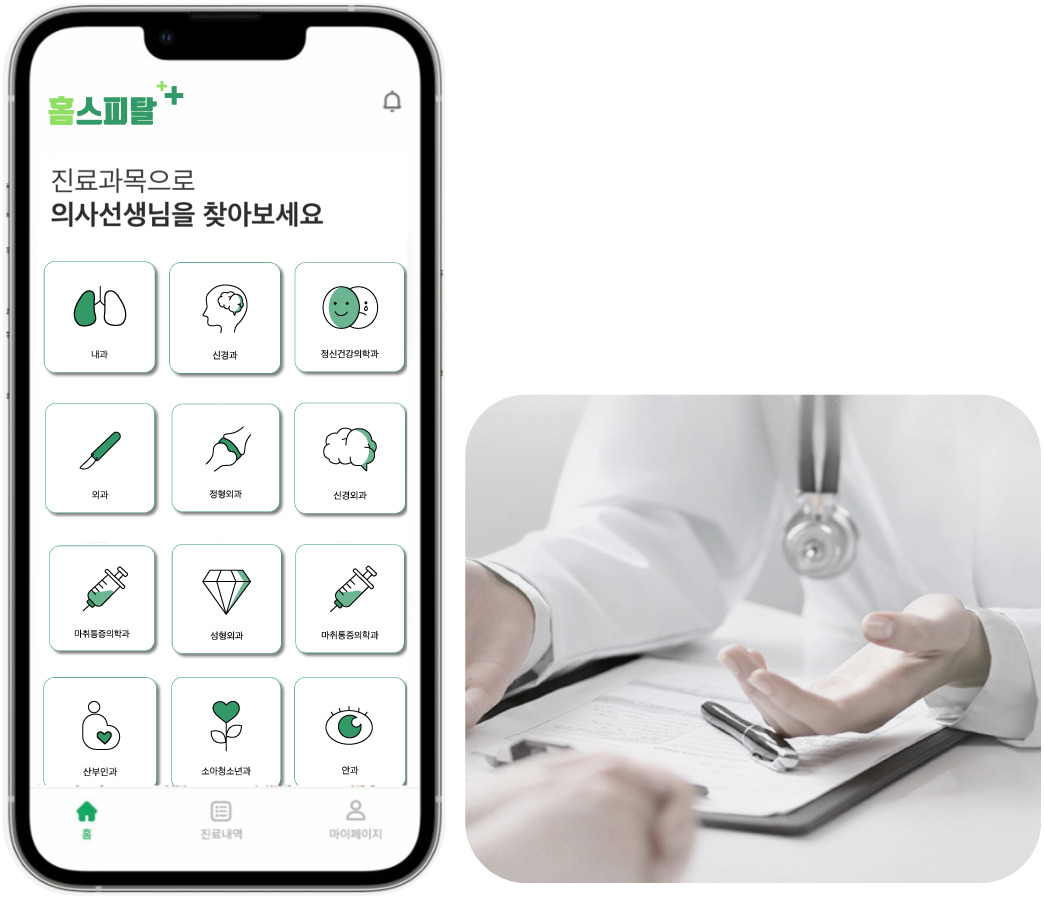 홈스피탈
진료과목으로
의사선생님을 찾아보세요
내과
신경과
정신건강의학과
외과
정형외과
신경외과
마취통증의학과
성형외과
마취통증의학과
산부인과
소아청소년과
안과
홈
진료내역
마이페이지